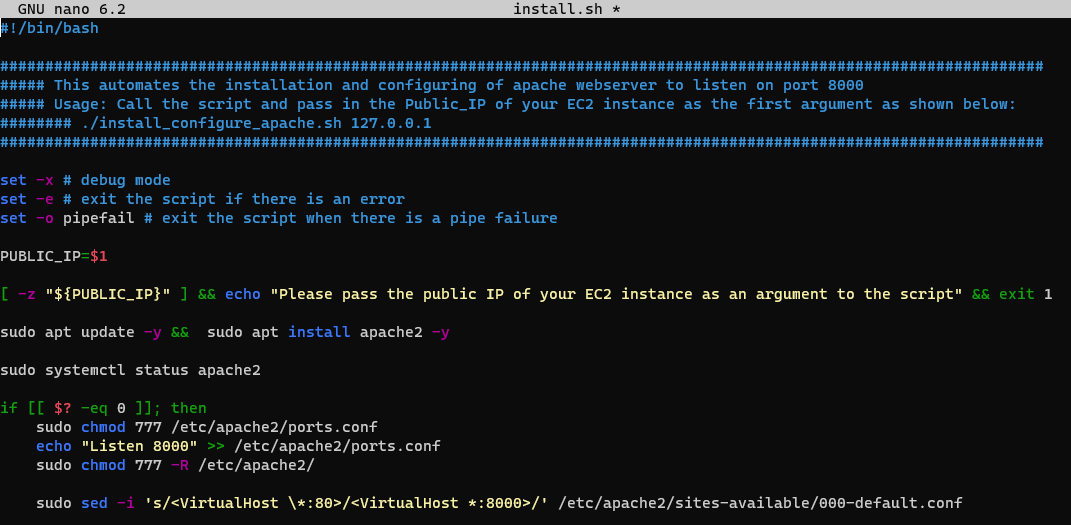 GNU nano 6.2 install.sh *
#!/bin/bash
####################################################################################################################
##### This automates the installation and configuring of apache webserver to listen on port 8000
##### Usage: Call the script and pass in the Public_IP of your EC2 instance as the first argument as shown below:
######## ./install_configure_apache.sh 127.0.0.1
####################################################################################################################
set -x # debug mode
set -e # exit the script if there is an error
set -o pipefail # exit the script when there is a pipe failure
PUBLIC_IP=$1
[ -z "${PUBLIC_IP}" ] && echo "Please pass the public IP of your EC2 instance as an argument to the script" && exit 1
sudo apt update -y &&  sudo apt install apache2 -y
sudo systemctl status apache2
if [[ $? -eq 0 ]]; then
    sudo chmod 777 /etc/apache2/ports.conf
    echo "Listen 8000" >> /etc/apache2/ports.conf
    sudo chmod 777 -R /etc/apache2/
    sudo sed -i 's/<VirtualHost \*:80>/<VirtualHost *:8000>/' /etc/apache2/sites-available/000-default.conf